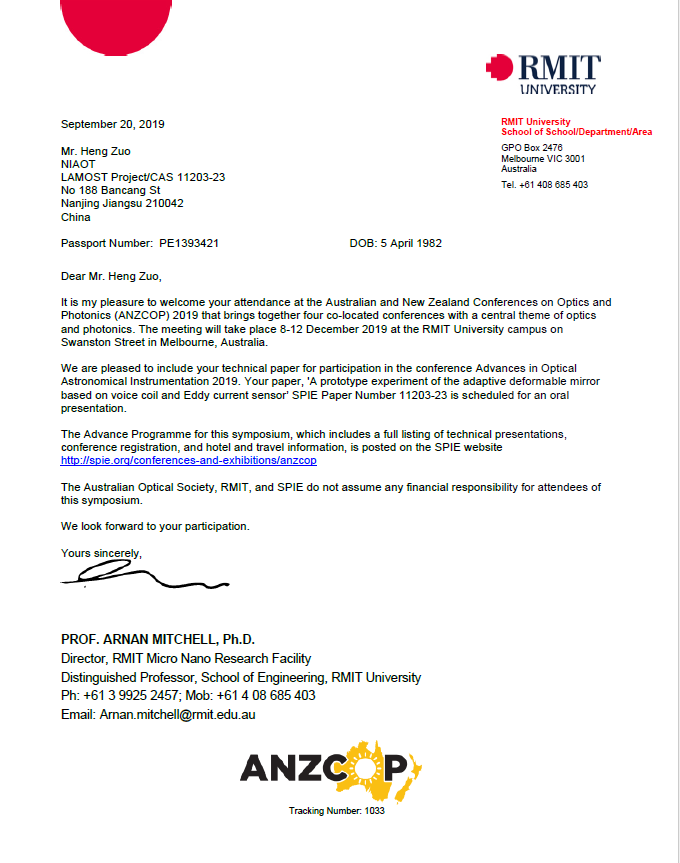 RMIT
UNIVERSITY
RMIT University
School of School/Department/Area
GPO Box 2476
Melbourne VIC 3001
Australia
Tel. +61 408 685 403
September 20, 2019
Mr. Heng Zuo
NIAOT
LAMOST Project/CAS 11203-23
No 188 Bancang St
Nanjing Jiangsu 210042
China
Passport Number: PE1393421 DOB: 5 April 1982
Dear Mr. Heng Zuo,
It is my pleasure to welcome your attendance at the Australian and New Zealand Conferences on Optics and
Photonics (ANZCOP) 2019 that brings together four co-located conferences with a central theme of optics
and photonics. The meeting will take place 8-12 December 2019 at the RMIT University campus on
Swanston Street in Melbourne, Australia.
We are pleased to include your technical paper for participation in the conference Advances in Optical
Astronomical Instrumentation 2019. Your paper, 'A prototype experiment of the adaptive deformable mirror
based on voice coil and Eddy current sensor' SPIE Paper Number 11203-23 is scheduled for an oral
presentation.
The Advance Programme for this symposium, which includes a full listing of technical presentations,
conference registration, and hotel and travel information, is posted on the SPIE website
http://spie.org/conferences-and-exhibitions/anzcop
The Australian Optical Society, RMIT, and SPIE do not assume any financial responsibility for attendees of
this symposium.
We look forward to your participation.
Yours sincerely,
PROF. ARNAN MITCHELL, Ph.D.
Director, RMIT Micro Nano Research Facility
Distinguished Professor, School of Engineering, RMIT University
Ph: +61 3 9925 2457; Mob: +61 4 08 685 403
Email: Arnan.mitchell@rmit.edu.au
ANZCOP
Tracking Number: 1033